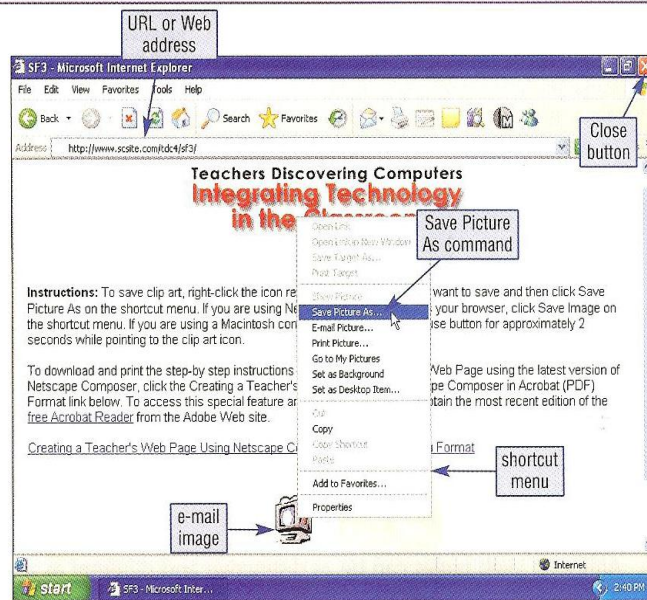 URL or Web
address
SF3 - Microsoft Internet Explorer
File Edit View Favorites Tools Help
Back Search Favorites
Address http://www.scsite.com/tdc4/sf3/
Close
button
Teachers Discovering Computers
Integrating Technology
in the
Save Picture
As command
Open Link
Open Link in New Window
Save Target As...
Print Target
Show Picture
Save Picture As...
E-mail Picture...
Print Picture...
Go to My Pictures
Set as Background
Set as Desktop Item...
Cut
Copy
Copy Shortcut
Paste
Add to Favorites...
Properties
shortcut
menu
Instructions: To save clip art, right-click the icon re want to save and then click Save
Picture As on the shortcut menu. If you are using Ne your browser, click Save Image on
the shortcut menu. If you are using a Macintosh con se button for approximately 2
seconds while pointing to the clip art icon.
To download and print the step-by step instructions Web Page using the latest version of
Netscape Composer, click the Creating a Teacher's pe Composer in Acrobat (PDF)
Format link below. To access this special feature an tain the most recent edition of the
free Acrobat Reader from the Adobe Web site.
Creating a Teacher's Web Page Using Netscape C Format
e-mail
image
Internet
start SF3 - Microsoft Inter... 2:40 PM